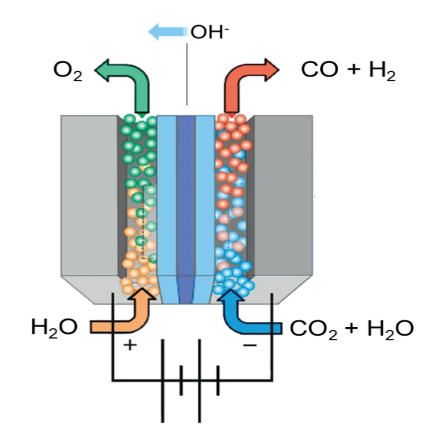 OH⁻
O₂
CO + H₂
H₂O
CO₂ + H₂O
+
−